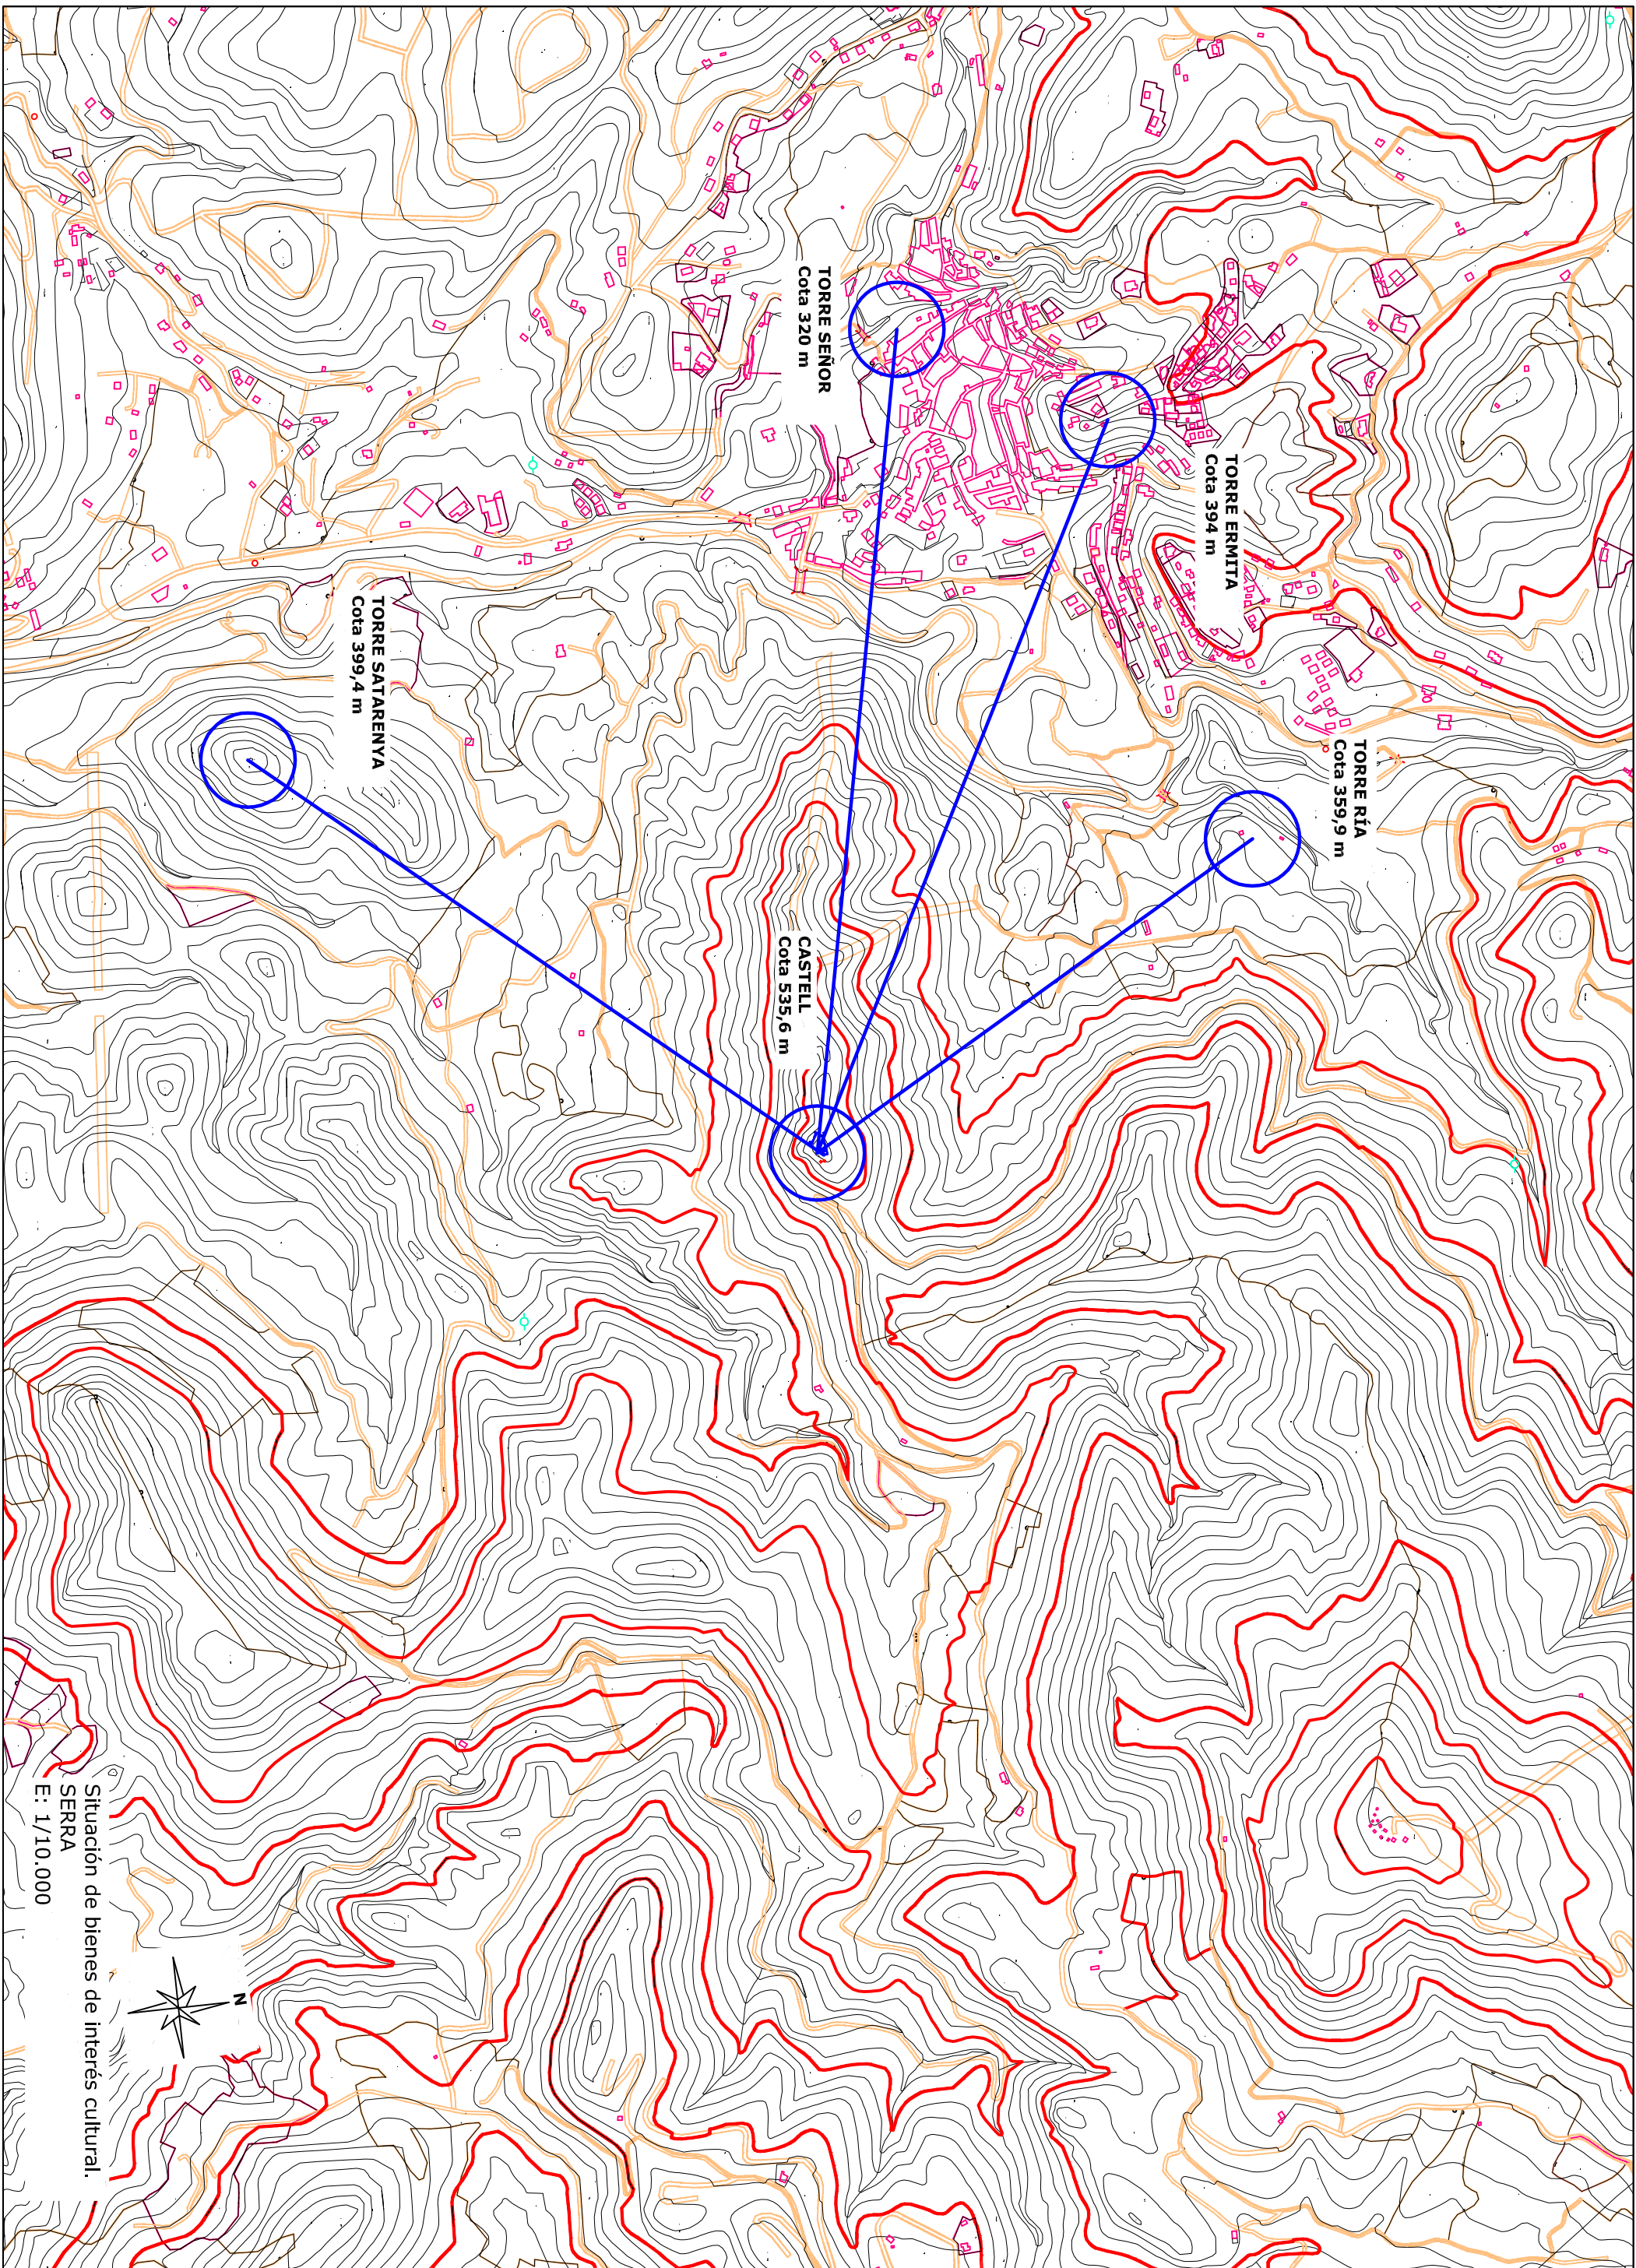 TORRE RÍA
Cota 359,9 m
TORRE ERMITA
Cota 394 m
TORRE SEÑOR
Cota 320 m
CASTELL
Cota 535,6 m
TORRE SATARENYA
Cota 399,4 m
N
Situación de bienes de interés cultural.
SERRA
E: 1/10.000